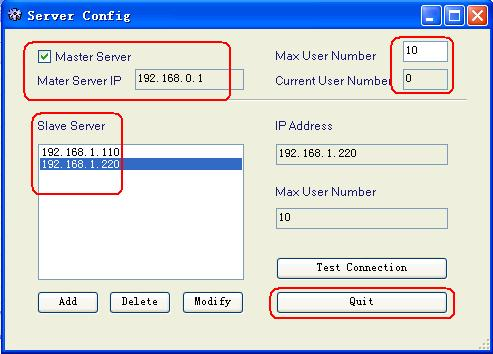 Server Config
Master Server
Max User Number
10
Mater Server IP
192.168.0.1
Current User Number
0
Slave Server
192.168.1.110
192.168.1.220
IP Address
192.168.1.220
Max User Number
10
Test Connection
Add
Delete
Modify
Quit